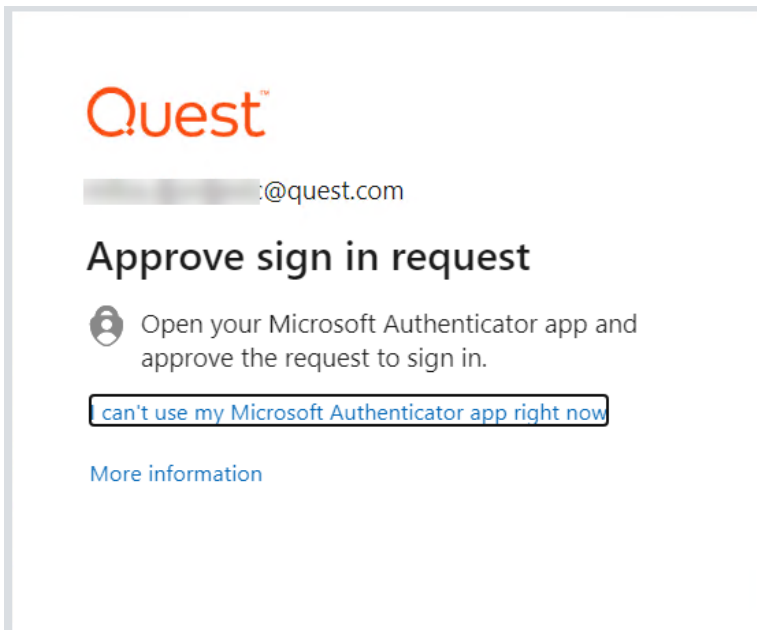 Quest™
@quest.com
Approve sign in request
Open your Microsoft Authenticator app and
approve the request to sign in.
I can't use my Microsoft Authenticator app right now
More information